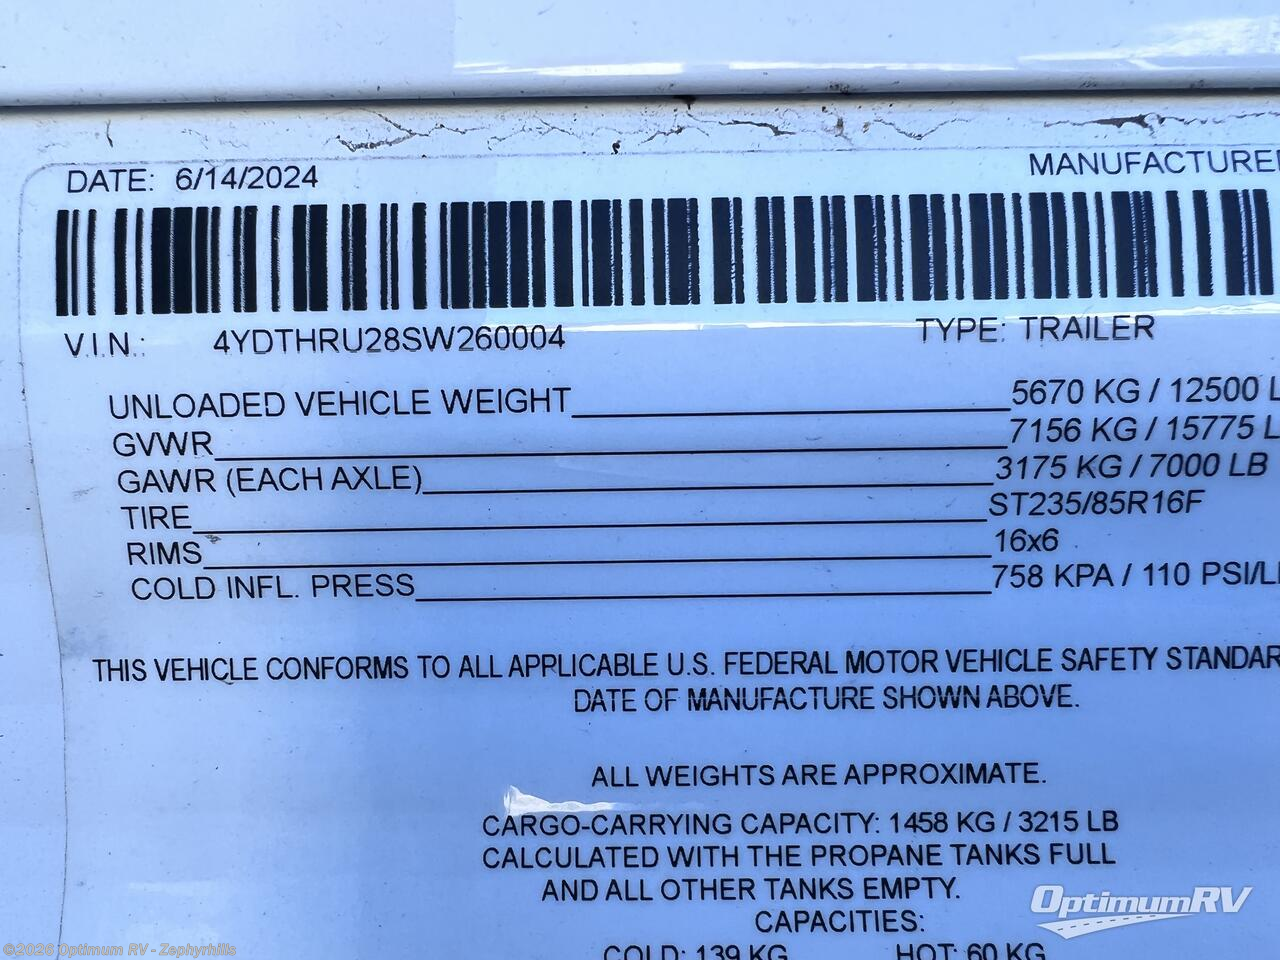 DATE: 6/14/2024 MANUFACTURE
V.I.N.: 4YDTHRU28SW260004 TYPE: TRAILER
UNLOADED VEHICLE WEIGHT 5670 KG / 12500 L
GVWR 7156 KG / 15775 L
GAWR (EACH AXLE) 3175 KG / 7000 LB
TIRE ST235/85R16F
RIMS 16x6
COLD INFL. PRESS 758 KPA / 110 PSI/L
THIS VEHICLE CONFORMS TO ALL APPLICABLE U.S. FEDERAL MOTOR VEHICLE SAFETY STANDAR
DATE OF MANUFACTURE SHOWN ABOVE.
ALL WEIGHTS ARE APPROXIMATE.
CARGO-CARRYING CAPACITY: 1458 KG / 3215 LB
CALCULATED WITH THE PROPANE TANKS FULL
AND ALL OTHER TANKS EMPTY.
CAPACITIES:
COLD: 139 KG HOT: 60 KG
OptimumRV
©2026 Optimum RV - Zephyrhills